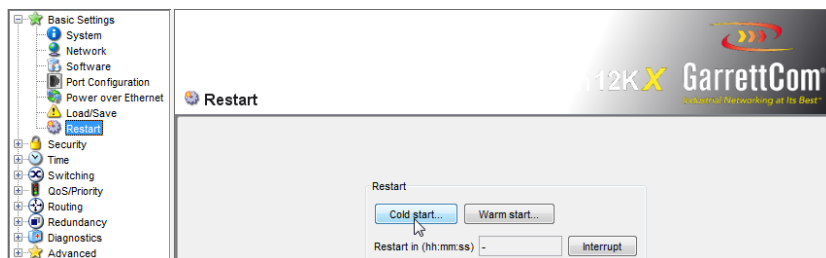 Basic Settings
System
Network
Software
Port Configuration
Power over Ethernet
Load/Save
Restart
Security
Time
Switching
QoS/Priority
Routing
Redundancy
Diagnostics
Advanced
Restart
12KX
GarrettCom
Industrial Networking at Its Best
Restart
Cold start...
Warm start...
Restart in (hh:mm:ss) -
Interrupt